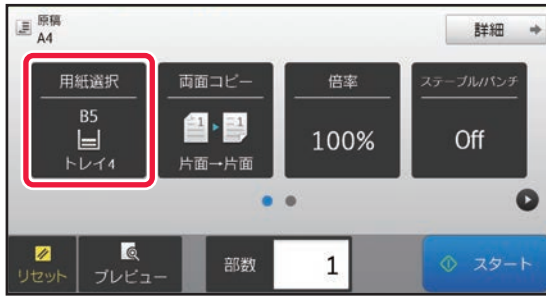 原稿
A4
詳細
用紙選択
B5
トレイ4
両面コピー
1 1
片面→片面
倍率
100%
ステープル/パンチ
Off
リセット
プレビュー
部数
1
スタート